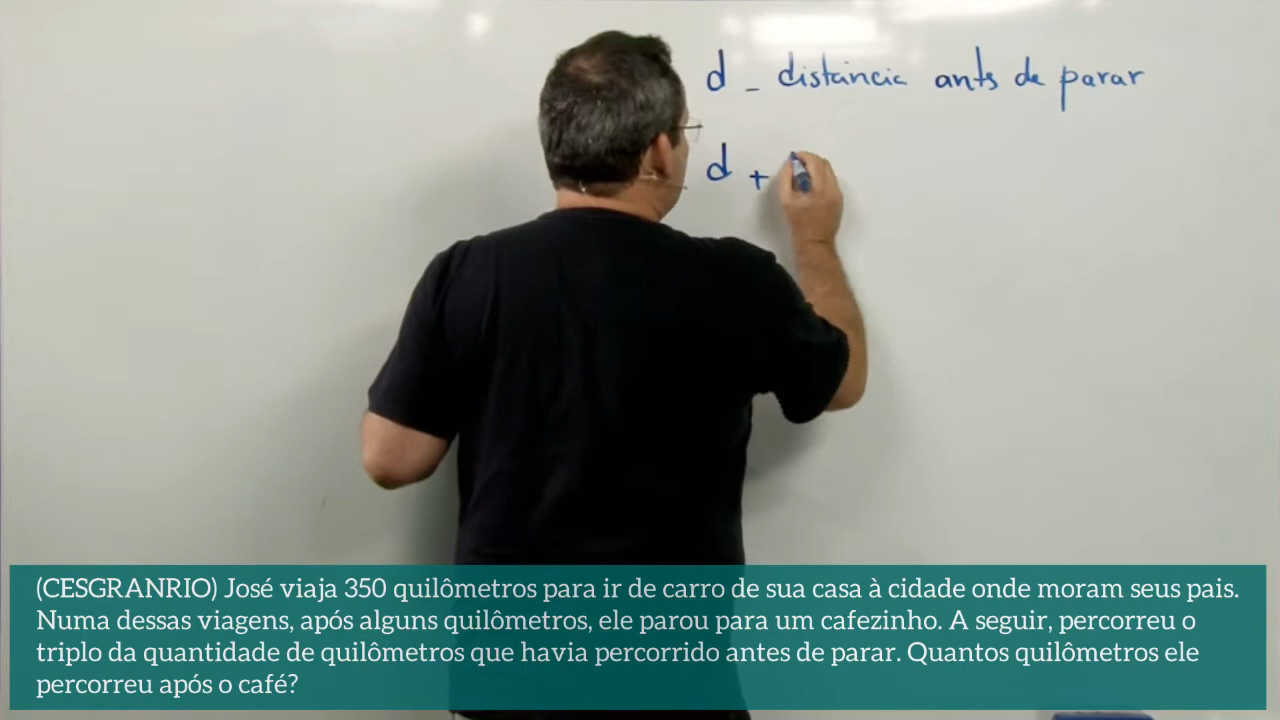 d - distância ants de parar
d +
(CESGRANRIO) José viaja 350 quilômetros para ir de carro de sua casa à cidade onde moram seus pais.
Numa dessas viagens, após alguns quilômetros, ele parou para um cafezinho. A seguir, percorreu o
triplo da quantidade de quilômetros que havia percorrido antes de parar. Quantos quilômetros ele
percorreu após o café?